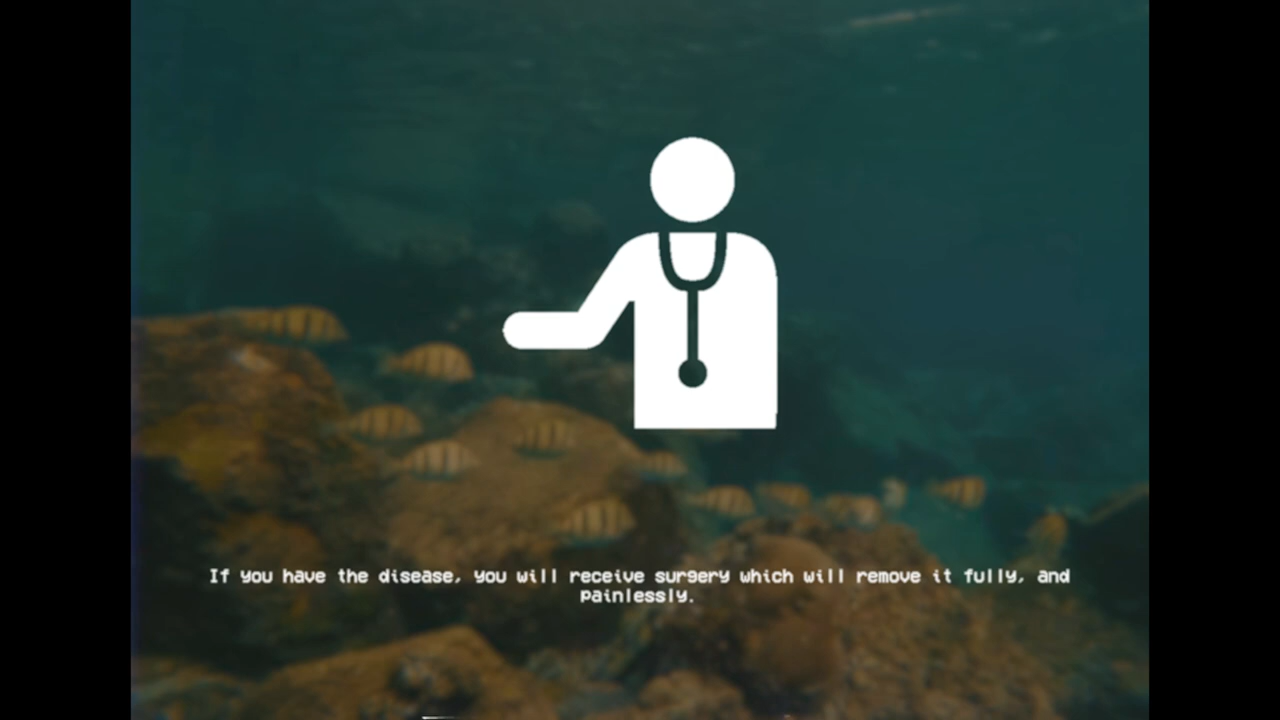 If you have the disease, you will receive surgery which will remove it fully, and
painlessly.